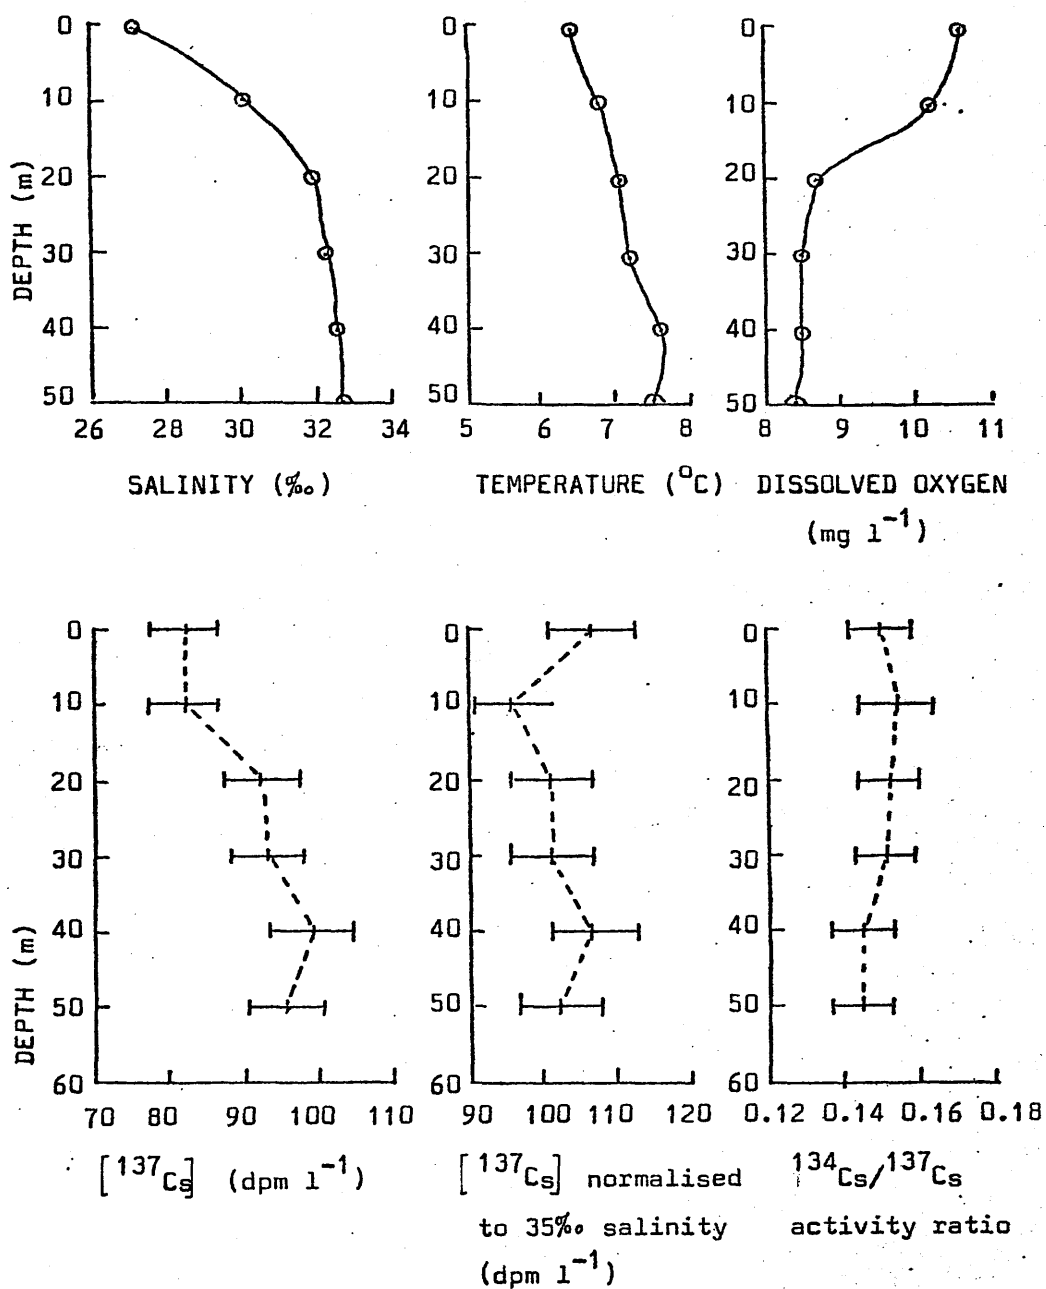 0
10
20
30
40
50
DEPTH (m)
26 28 30 32 34
SALINITY (‰)
0
10
20
30
40
50
5 6 7 8
TEMPERATURE (°C)
0
10
20
30
40
50
8 9 10 11
DISSOLVED OXYGEN
(mg l⁻¹)
0
10
20
30
40
50
60
DEPTH (m)
70 80 90 100 110
[¹³⁷Cs] (dpm l⁻¹)
0
10
20
30
40
50
60
90 100 110 120
[¹³⁷Cs] normalised
to 35‰ salinity
(dpm l⁻¹)
0
10
20
30
40
50
60
0.12 0.14 0.16 0.18
¹³⁴Cs/¹³⁷Cs
activity ratio